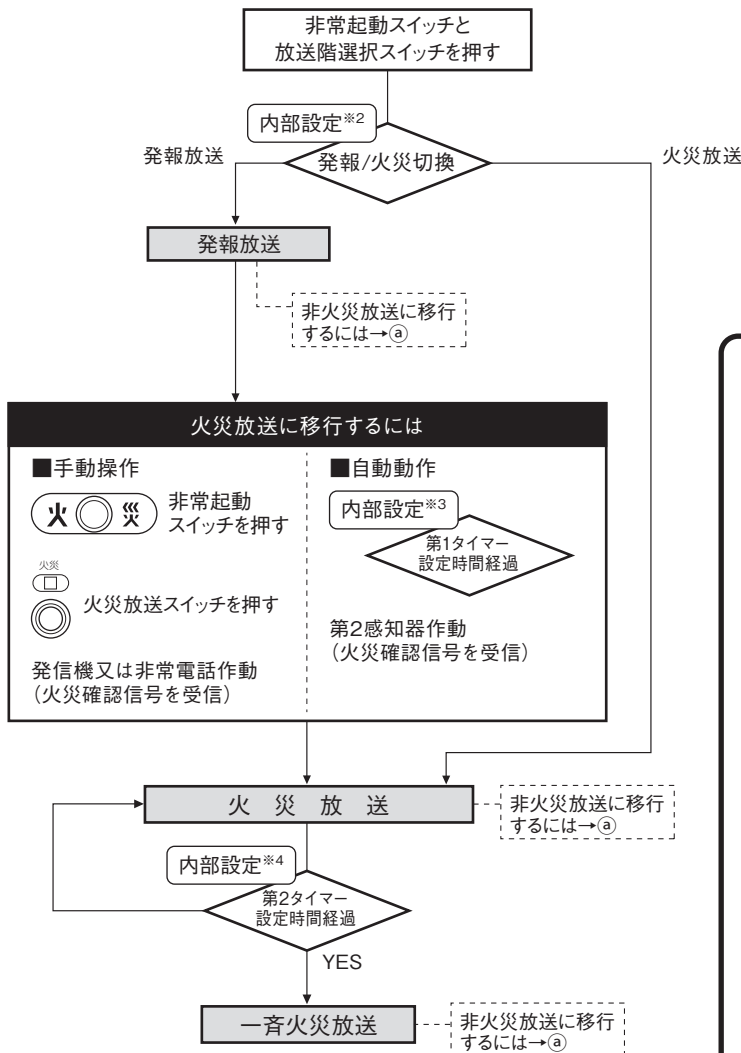 非常起動スイッチと
放送階選択スイッチを押す
内部設定※2
発報放送
発報/火災切換
火災放送
発報放送
非火災放送に移行
するには→ⓐ
火災放送に移行するには
■手動操作
火 災
非常起動
スイッチを押す
火災
火災放送スイッチを押す
発信機又は非常電話作動
(火災確認信号を受信)
■自動動作
内部設定※3
第1タイマー
設定時間経過
第2感知器作動
(火災確認信号を受信)
火 災 放 送
非火災放送に移行
するには→ⓐ
内部設定※4
第2タイマー
設定時間経過
YES
一斉火災放送
非火災放送に移行
するには→ⓐ